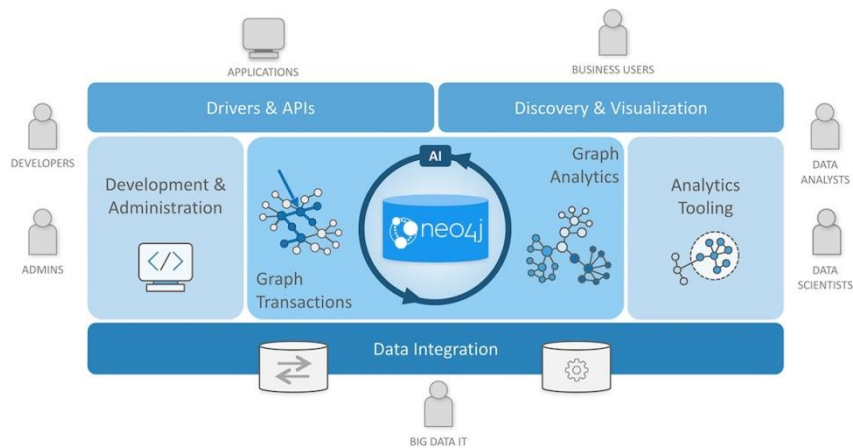 APPLICATIONS
BUSINESS USERS
Drivers & APIs
Discovery & Visualization
DEVELOPERS
ADMINS
Development &
Administration
</>
Graph
Transactions
AI
neo4j
Graph
Analytics
Analytics
Tooling
DATA
ANALYSTS
DATA
SCIENTISTS
Data Integration
BIG DATA IT